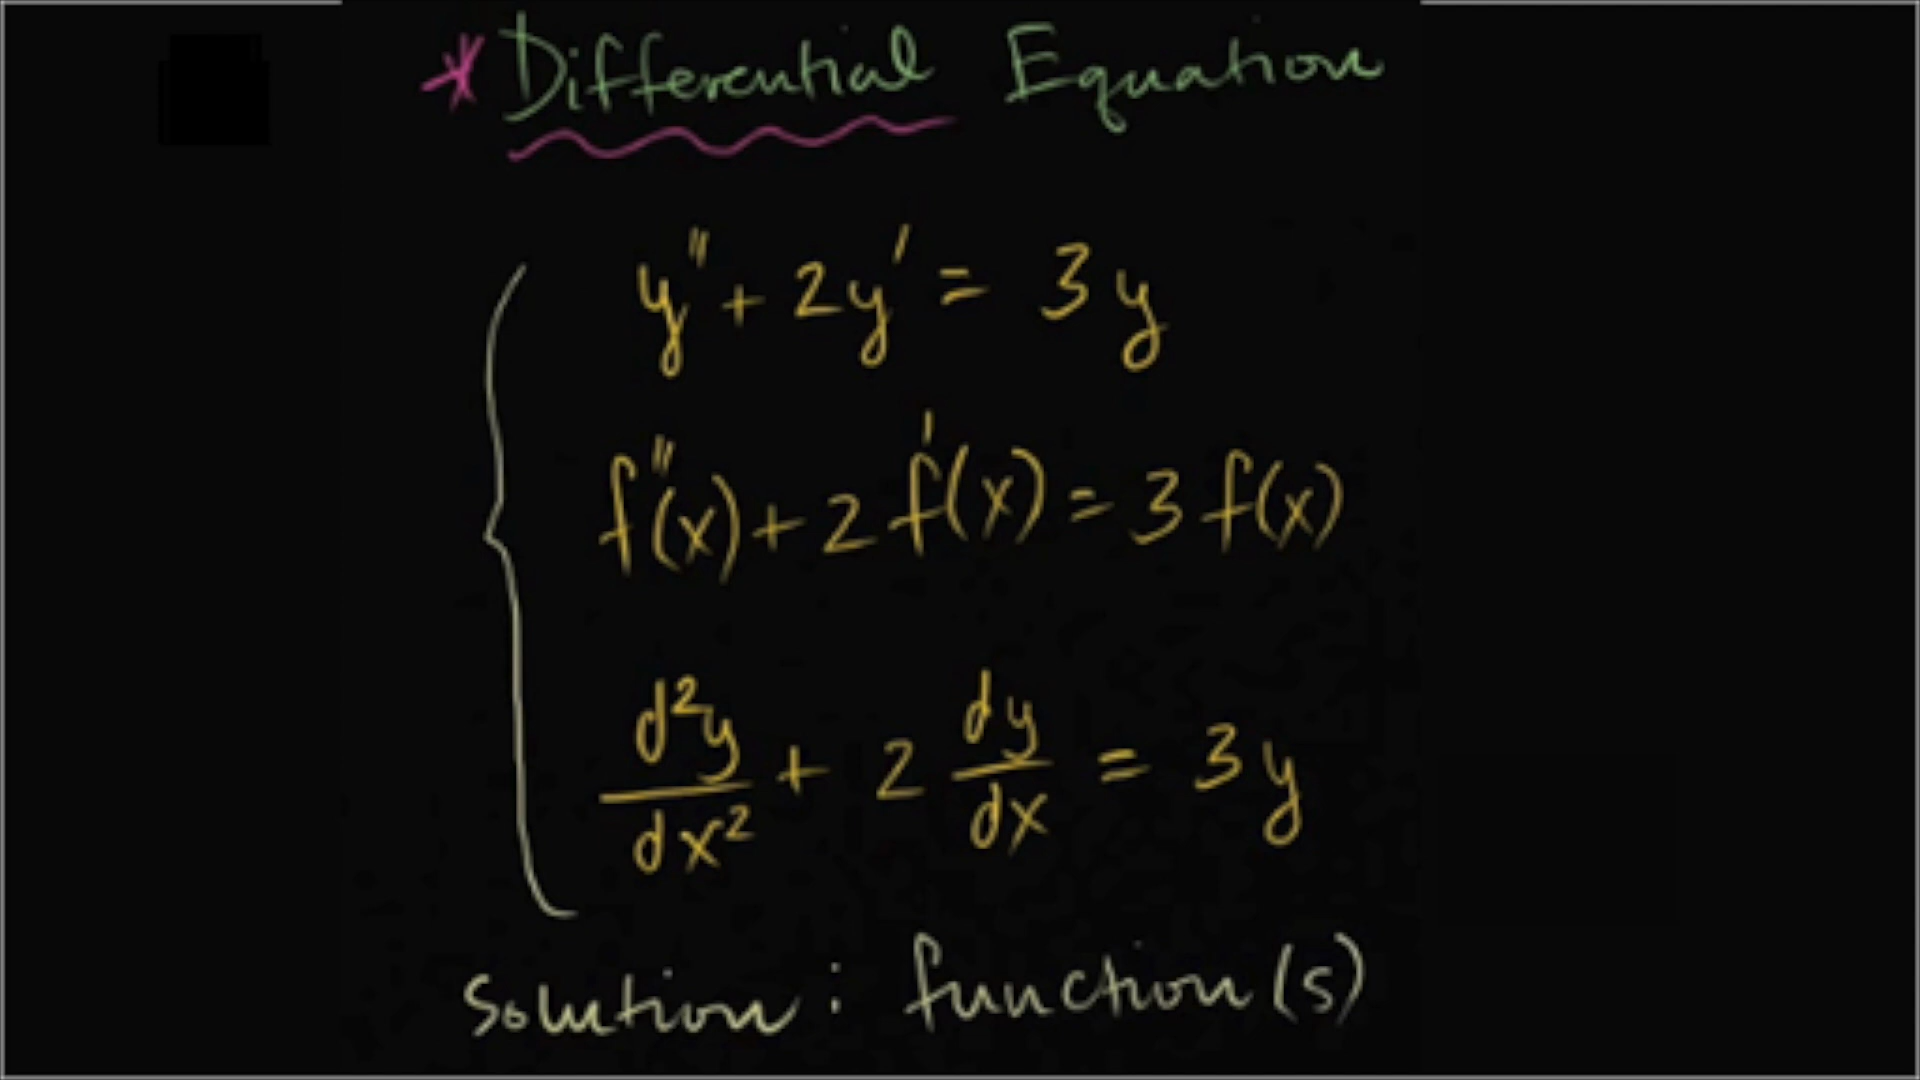 * Differential Equation
y'' + 2y' = 3y
f''(x) + 2f'(x) = 3f(x)
d²y/dx² + 2 dy/dx = 3y
Solution: function(s)